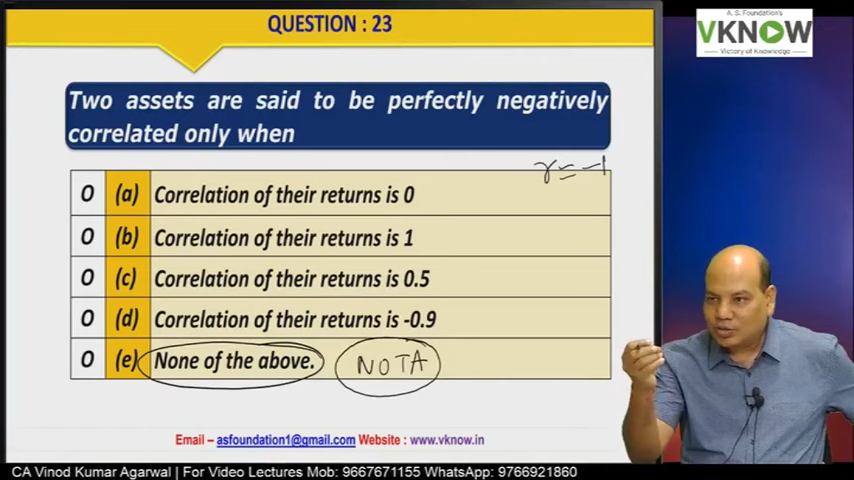 QUESTION : 23
A. S. Foundation's
VKNOW
Victory of Knowledge
Two assets are said to be perfectly negatively
correlated only when
r = -1
O (a) Correlation of their returns is 0
O (b) Correlation of their returns is 1
O (c) Correlation of their returns is 0.5
O (d) Correlation of their returns is -0.9
O (e) None of the above. NOTA
Email – asfoundation1@gmail.com Website : www.vknow.in
CA Vinod Kumar Agarwal | For Video Lectures Mob: 9667671155 WhatsApp: 9766921860